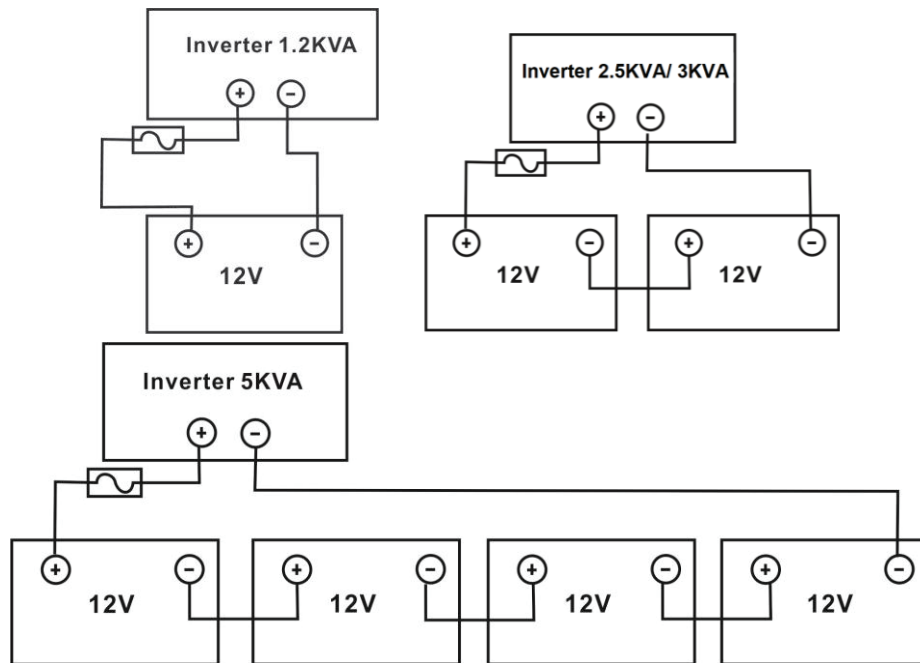 Inverter 1.2KVA
+ −
+ −
12V
Inverter 2.5KVA/ 3KVA
+ −
+ − + −
12V 12V
Inverter 5KVA
+ −
+ − + − + − + −
12V 12V 12V 12V